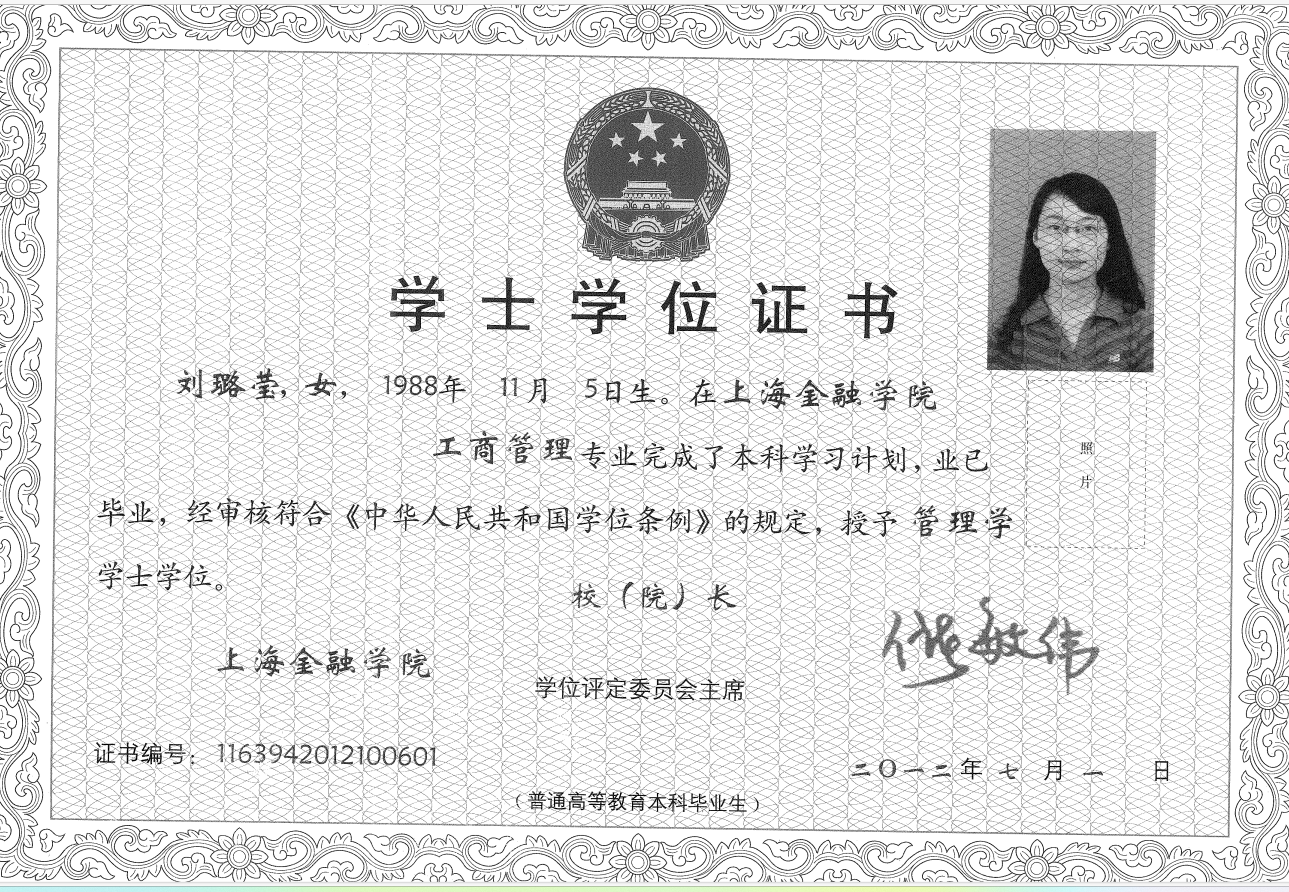 学士学位证书
刘璐莹，女， 1988年 11月 5日生。在上海金融学院
工商管理专业完成了本科学习计划，业已
毕业，经审核符合《中华人民共和国学位条例》的规定，授予 管理学
学士学位。
照片
校（院）长
上海金融学院
学位评定委员会主席
证书编号：1163942012100601
二〇一二年 七 月 一 日
（普通高等教育本科毕业生）